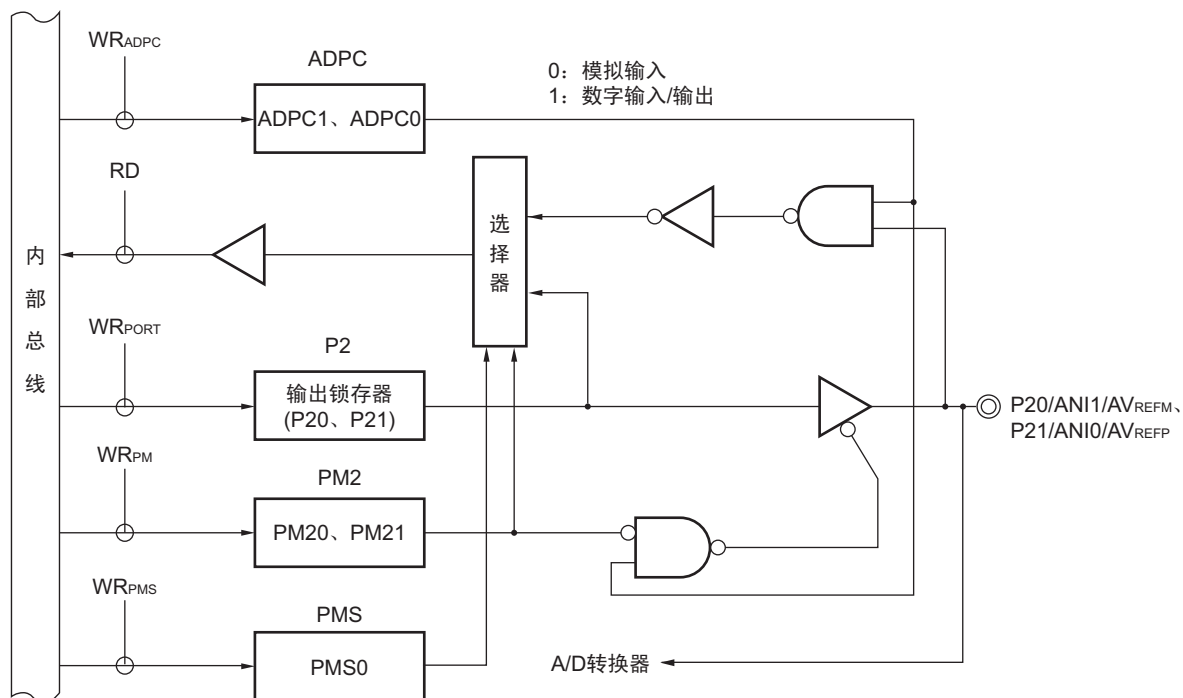 WRADPC
ADPC
0：模拟输入
1：数字输入/输出
ADPC1、ADPC0
RD
选择器
内部总线
WRPORT
P2
输出锁存器
(P20、P21)
P20/ANI1/AVREFM、
P21/ANI0/AVREFP
WRPM
PM2
PM20、PM21
WRPMS
PMS
PMS0
A/D转换器